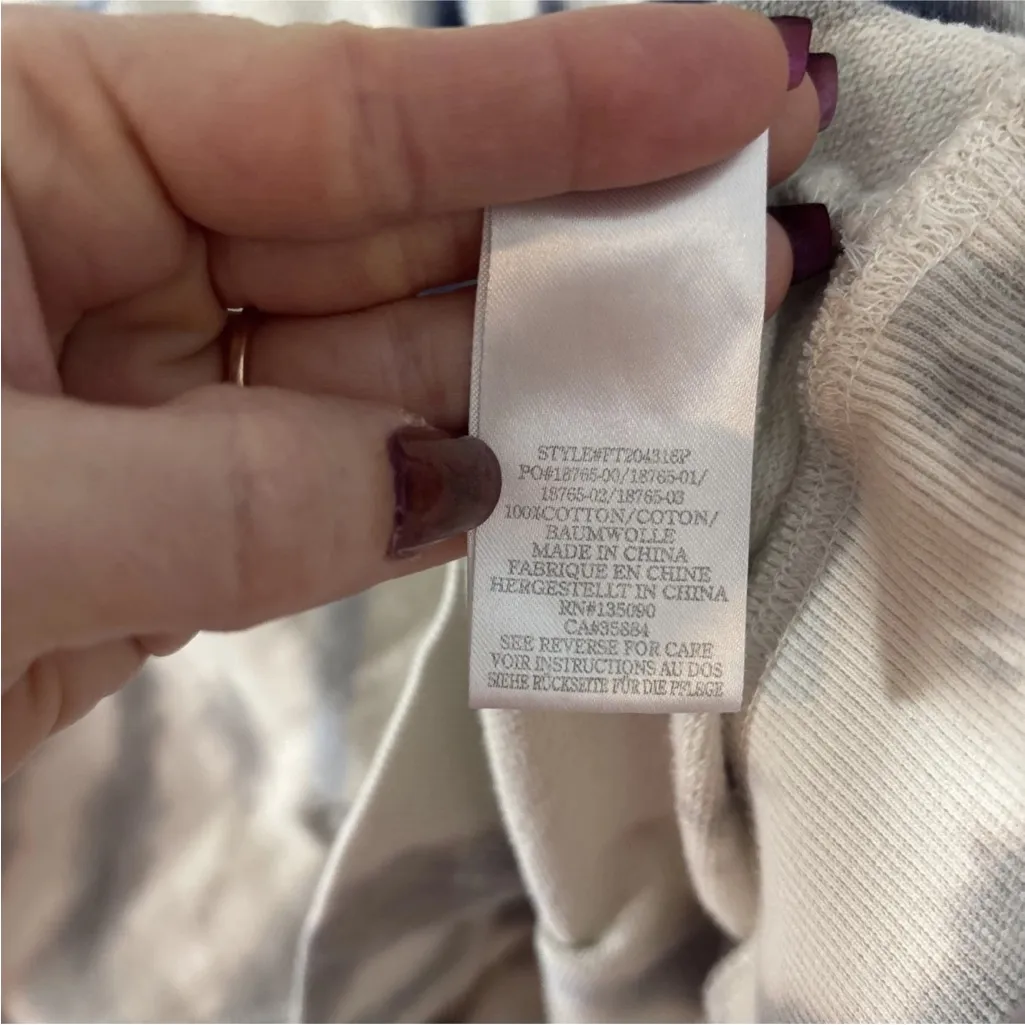 STYLE#FT204318P
PO#18765-00/18765-01/
18765-02/18765-03
100%COTTON/COTON/
BAUMWOLLE
MADE IN CHINA
FABRIQUE EN CHINE
HERGESTELLT IN CHINA
RN#135090
CA#35884
SEE REVERSE FOR CARE
VOIR INSTRUCTIONS AU DOS
SIEHE RÜCKSEITE FÜR DIE PFLEGE